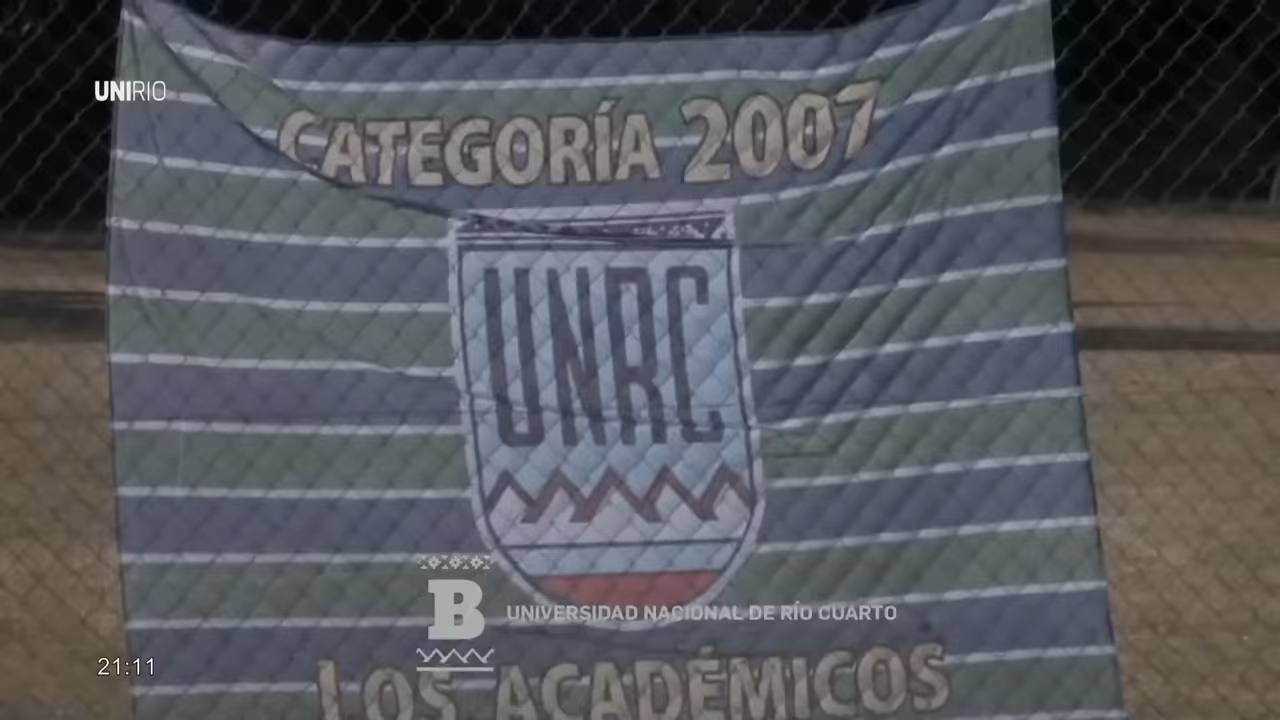 UNIRIO
CATEGORÍA 2007
UNRC
B UNIVERSIDAD NACIONAL DE RÍO CUARTO
21:11
LOS ACADÉMICOS